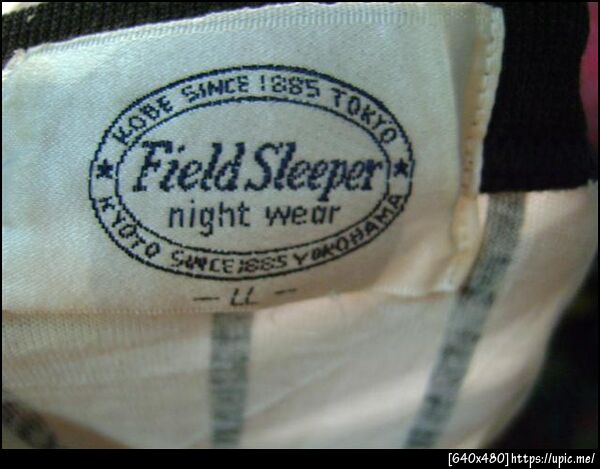 KOBE SINCE 1885 TOKYO
★ Field Sleeper ★
night wear
KYOTO SINCE 1885 YOKOHAMA
- LL -
[640x480]https://upic.me/